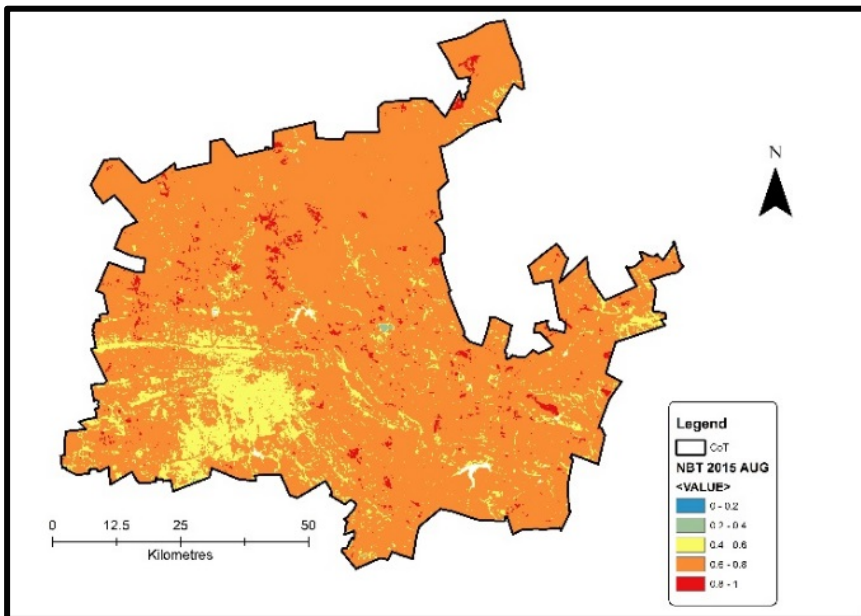 N
Legend
CoT
NBT 2015 AUG
<VALUE>
0 - 0.2
0.2 - 0.4
0.4 - 0.6
0.6 - 0.8
0.8 - 1
0 12.5 25 50
Kilometres